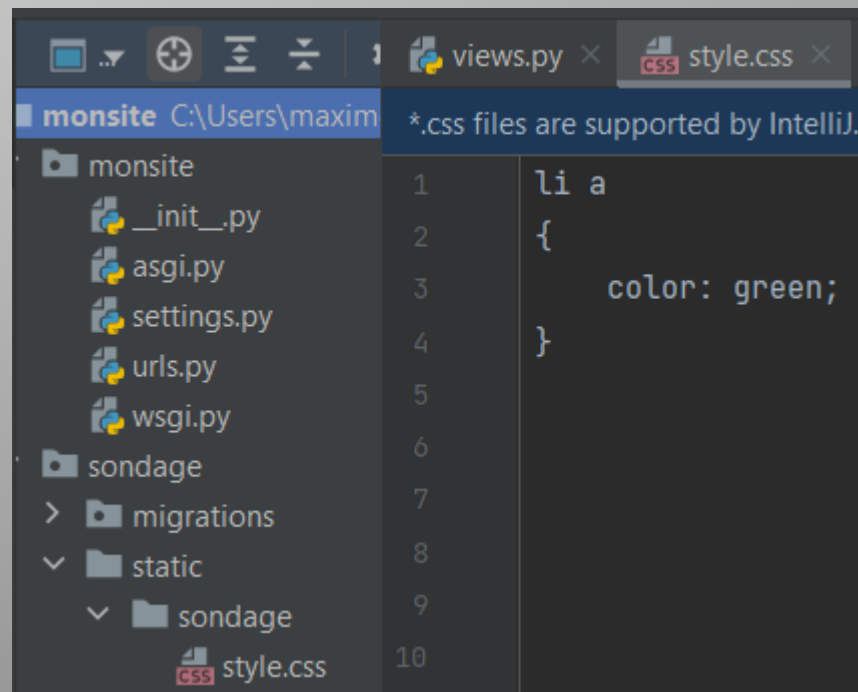 views.py
style.css
monsite C:\Users\maxim
monsite
__init__.py
asgi.py
settings.py
urls.py
wsgi.py
sondage
migrations
static
sondage
style.css
*.css files are supported by IntelliJ.
1 li a
2 {
3 color: green;
4 }
5
6
7
8
9
10